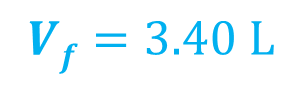 V_f = 3.40 L